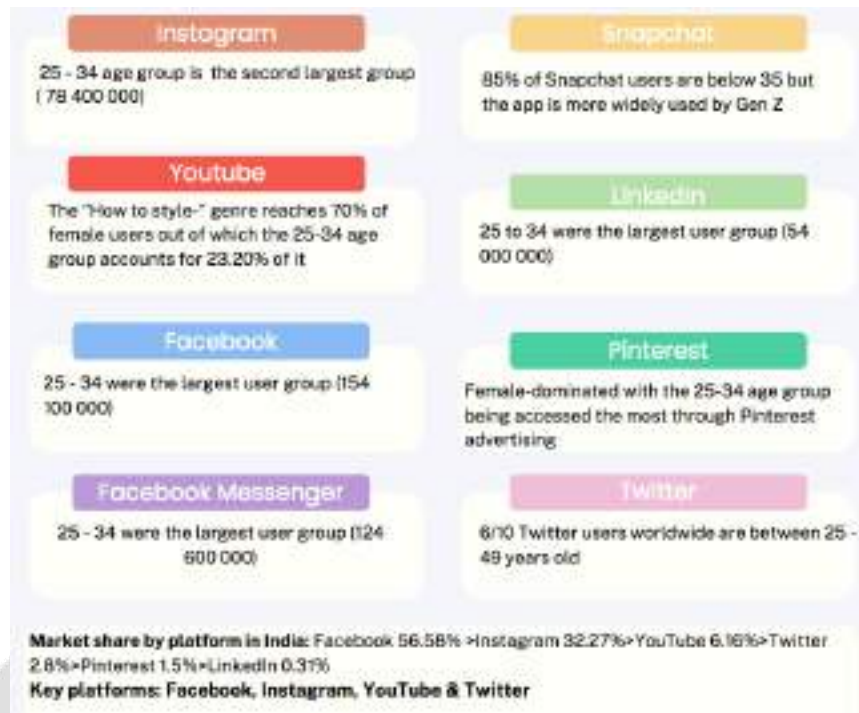 Instagram
25 - 34 age group is the second largest group
( 78 400 000)
Snapchat
85% of Snapchat users are below 35 but
the app is more widely used by Gen Z
Youtube
The "How to style-" genre reaches 70% of
female users out of which the 25-34 age
group accounts for 23.20% of it
LinkedIn
25 to 34 were the largest user group (54
000 000)
Facebook
25 - 34 were the largest user group (154
100 000)
Pinterest
Female-dominated with the 25-34 age group
being accessed the most through Pinterest
advertising
Facebook Messenger
25 - 34 were the largest user group (124
600 000)
Twitter
6/10 Twitter users worldwide are between 25 -
49 years old
Market share by platform in India: Facebook 56.58% >Instagram 32.27%>YouTube 6.16%>Twitter
2.8%>Pinterest 1.5%>LinkedIn 0.31%
Key platforms: Facebook, Instagram, YouTube & Twitter